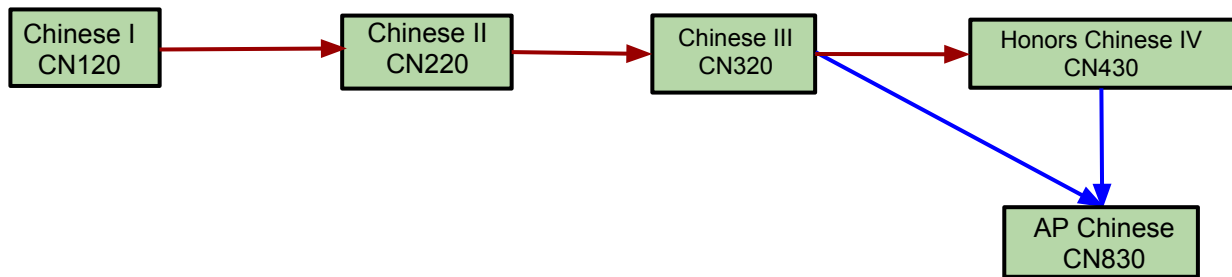 Chinese I
CN120
Chinese II
CN220
Chinese III
CN320
Honors Chinese IV
CN430
AP Chinese
CN830